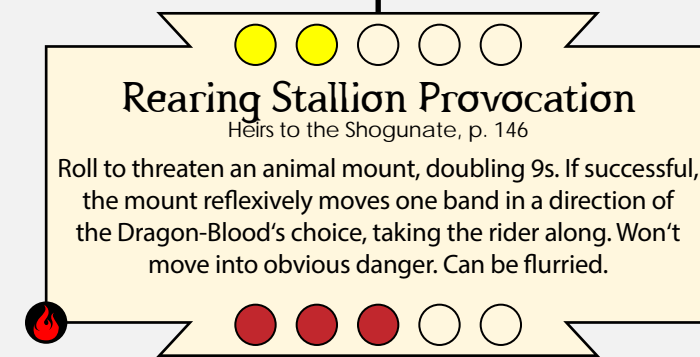 Rearing Stallion Provocation
Heirs to the Shogunate, p. 146
Roll to threaten an animal mount, doubling 9s. If successful,
the mount reflexively moves one band in a direction of
the Dragon-Blood‘s choice, taking the rider along. Won‘t
move into obvious danger. Can be flurried.